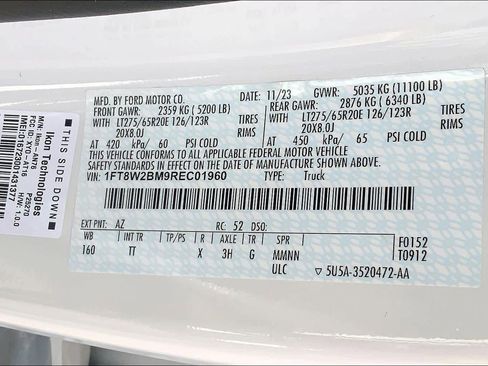 MFD. BY FORD MOTOR CO. 11/23 GVWR: 5035 KG (11100 LB)
FRONT GAWR: 2359 KG ( 5200 LB) REAR GAWR: 2876 KG ( 6340 LB)
WITH LT275/65R20E 126/123R TIRES WITH LT275/65R20E 126/123R TIRES
20X8.0J RIMS 20X8.0J RIMS
AT 420 kPa/ 60 PSI COLD AT 450 kPa/ 65 PSI COLD
THIS VEHICLE CONFORMS TO ALL APPLICABLE FEDERAL MOTOR
VEHICLE SAFETY STANDARDS IN EFFECT ON THE DATE OF MANUFACTURE
SHOWN ABOVE.
VIN: 1FT8W2BM9REC01960 TYPE: Truck
EXT PNT: AZ RC: 52 DSO:
WB INT TR TP/PS R AXLE TR SPR F0152
160 TT X 3H G MMNN T0912
ULC 5U5A-3520472-AA
THIS SIDE DOWN
Ikon Technologies
M/N: Ikon-ANT6 P28270